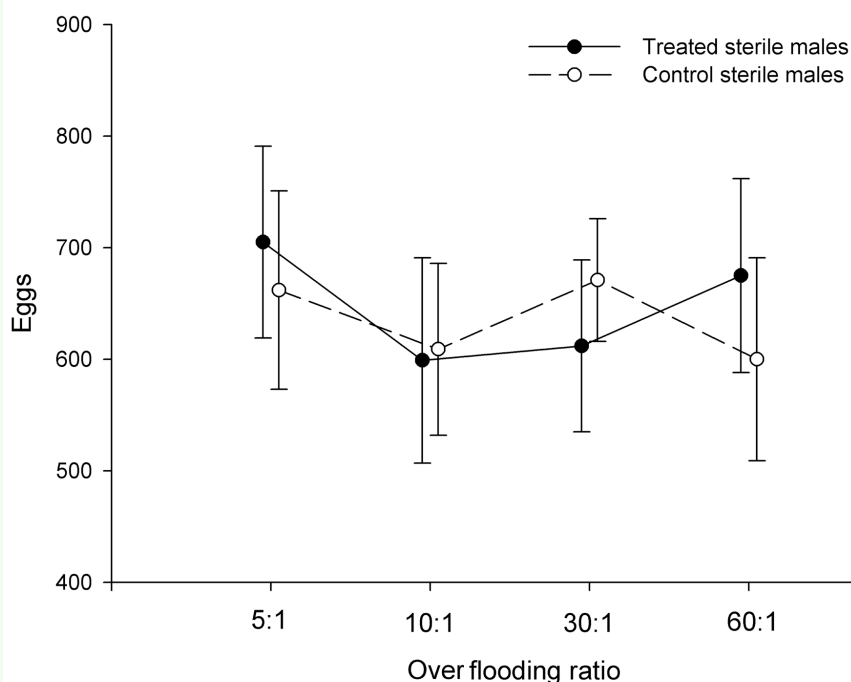 900
Treated sterile males
Control sterile males
800
700
600
500
400
Eggs
5:1 10:1 30:1 60:1
Over flooding ratio